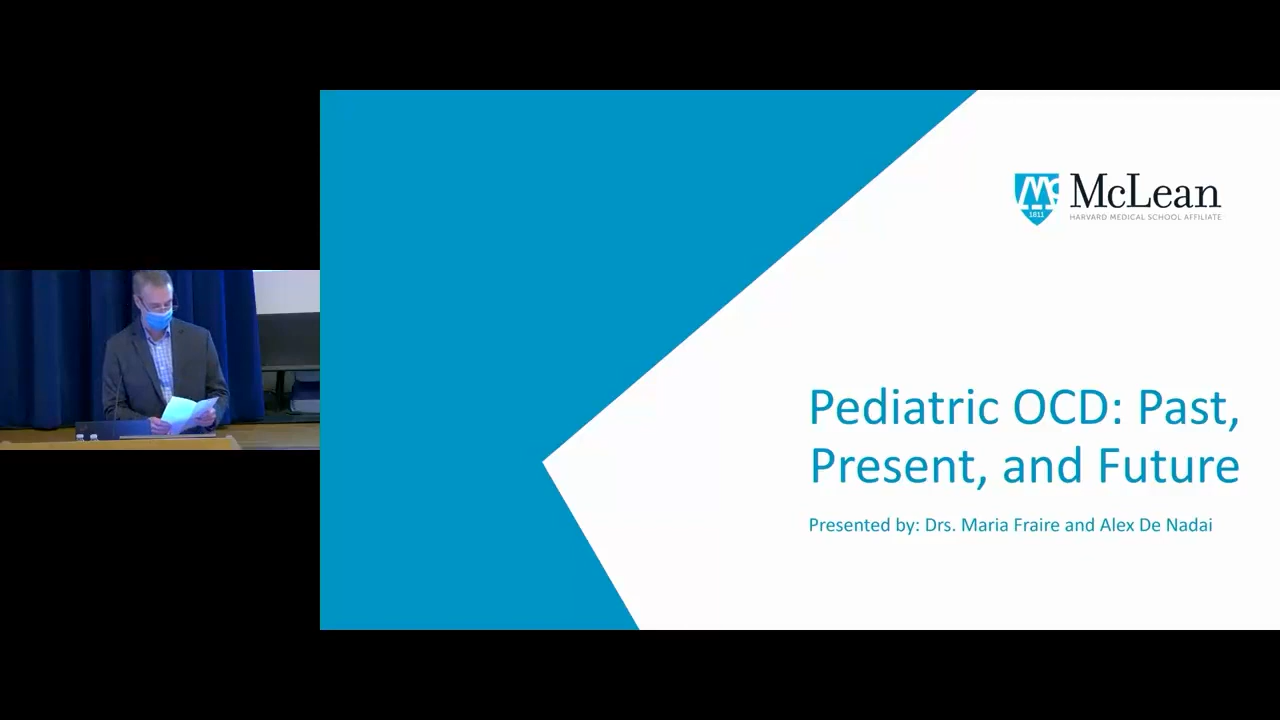 McLean
HARVARD MEDICAL SCHOOL AFFILIATE
1811
Pediatric OCD: Past,
Present, and Future
Presented by: Drs. Maria Fraire and Alex De Nadai